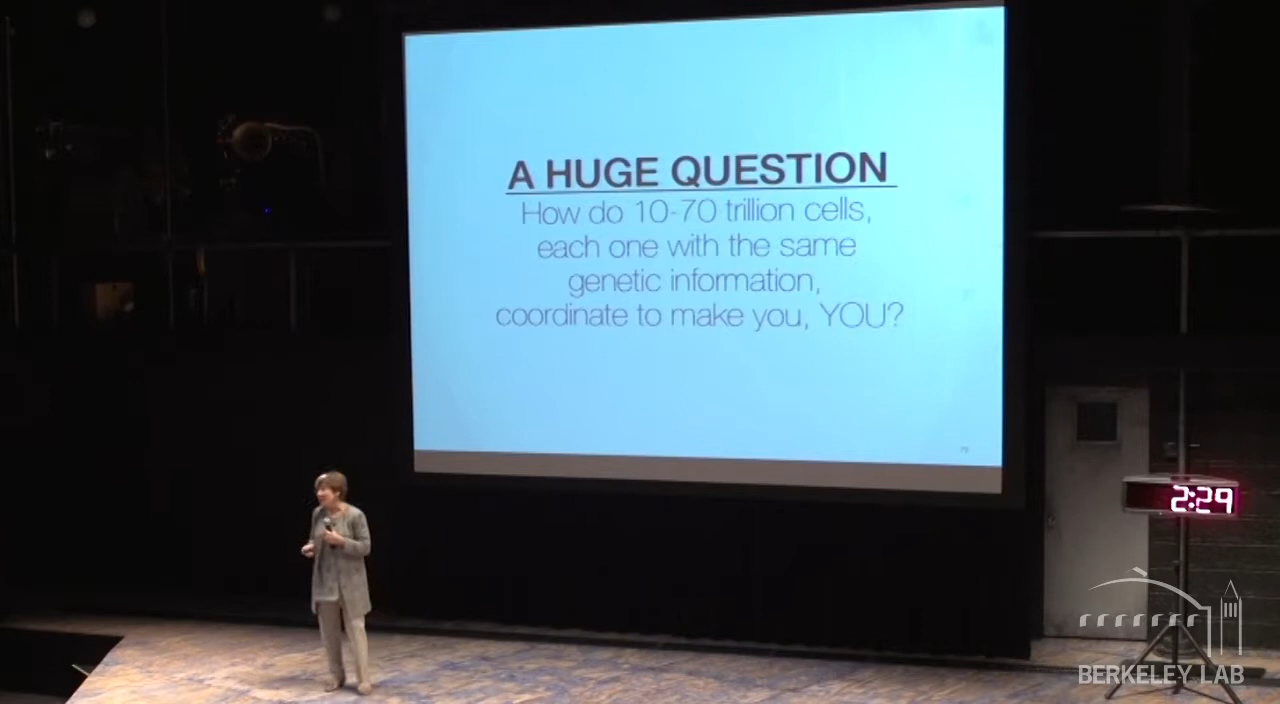 A HUGE QUESTION
How do 10-70 trillion cells,
each one with the same
genetic information,
coordinate to make you, YOU?
2:29
BERKELEY LAB